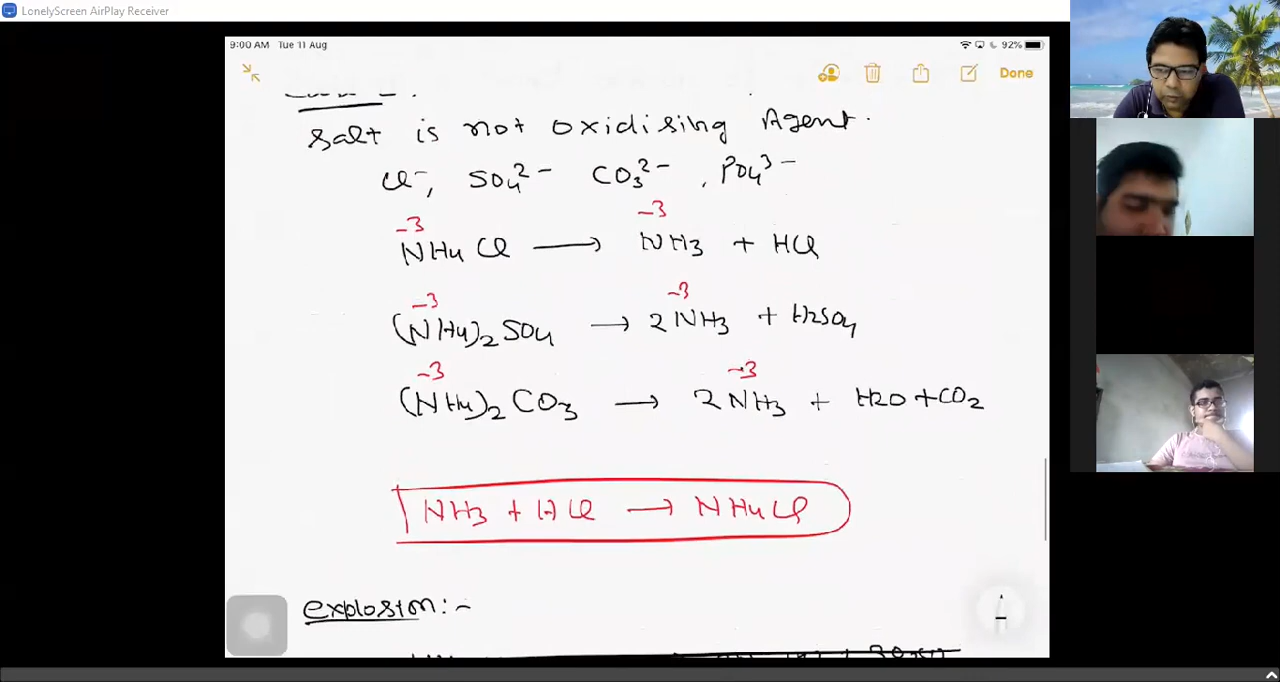 LonelyScreen AirPlay Receiver
9:00 AM Tue 11 Aug
92%
Done
Salt is not oxidising Agent.
Cl⁻, SO4²⁻ CO3²⁻, PO4³⁻
-3 -3
NH4Cl ⟶ NH3 + HCl
-3 -3
(NH4)2SO4 ⟶ 2NH3 + H2SO4
-3 -3
(NH4)2CO3 ⟶ 2NH3 + H2O + CO2
NH3 + HCl ⟶ NH4Cl
explosion:-